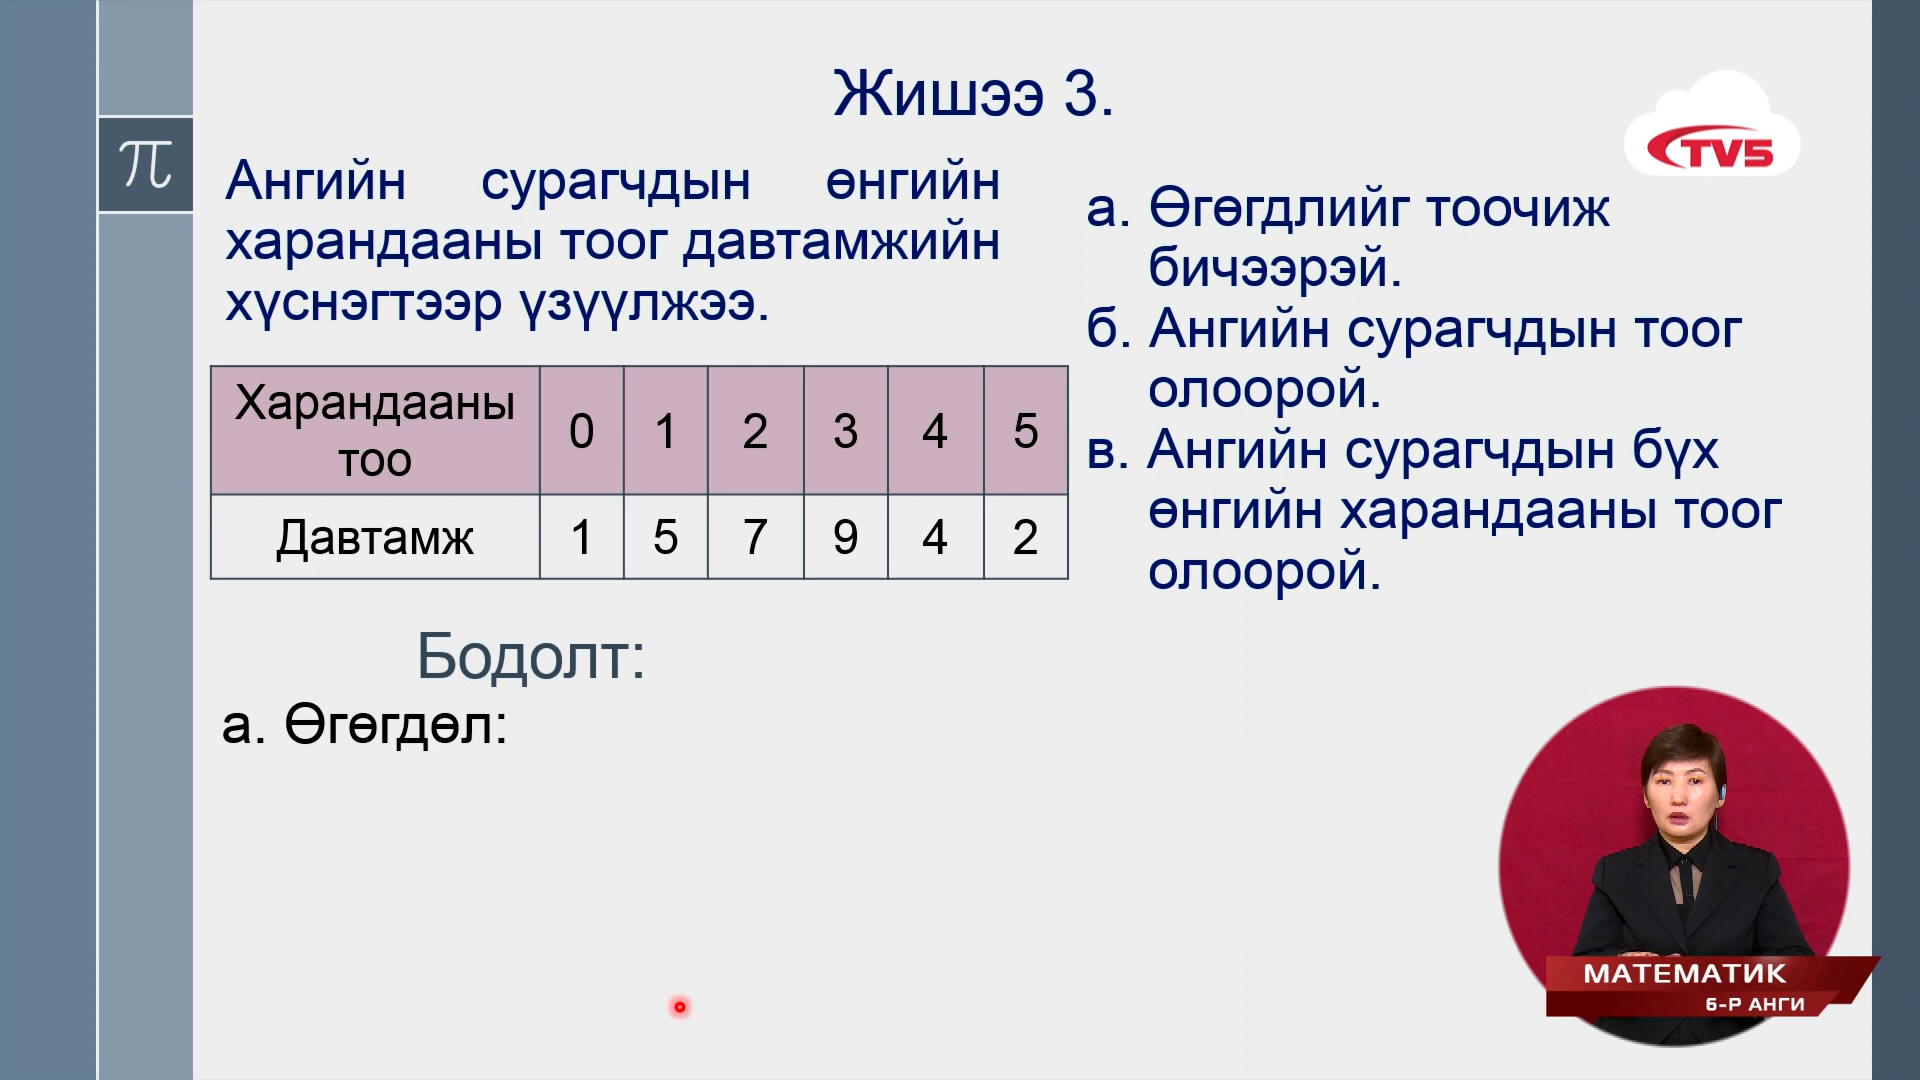 Жишээ 3.
π
TV5
Ангийн сурагчдын өнгийн
харандааны тоог давтамжийн
хүснэгтээр үзүүлжээ.
Харандааны тоо 0 1 2 3 4 5
Давтамж 1 5 7 9 4 2
а. Өгөгдлийг тоочиж
бичээрэй.
б. Ангийн сурагчдын тоог
олоорой.
в. Ангийн сурагчдын бүх
өнгийн харандааны тоог
олоорой.
Бодолт:
а. Өгөгдөл:
МАТЕМАТИК
6-Р АНГИ